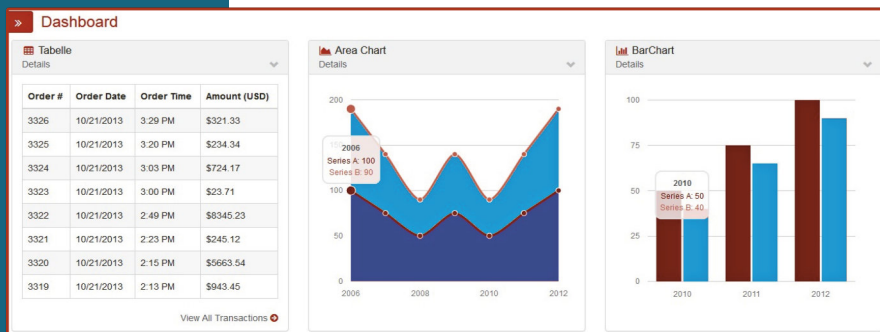 » Dashboard
Tabelle
Details
Order # Order Date Order Time Amount (USD)
3326 10/21/2013 3:29 PM $321.33
3325 10/21/2013 3:20 PM $234.34
3324 10/21/2013 3:03 PM $724.17
3323 10/21/2013 3:00 PM $23.71
3322 10/21/2013 2:49 PM $8345.23
3321 10/21/2013 2:23 PM $245.12
3320 10/21/2013 2:15 PM $5663.54
3319 10/21/2013 2:13 PM $943.45
View All Transactions
Area Chart
Details
200
150
2006
Series A: 100
Series B: 90
100
50
0
2006 2008 2010 2012
BarChart
Details
100
75
2010
Series A: 50
Series B: 40
50
25
0
2010 2011 2012